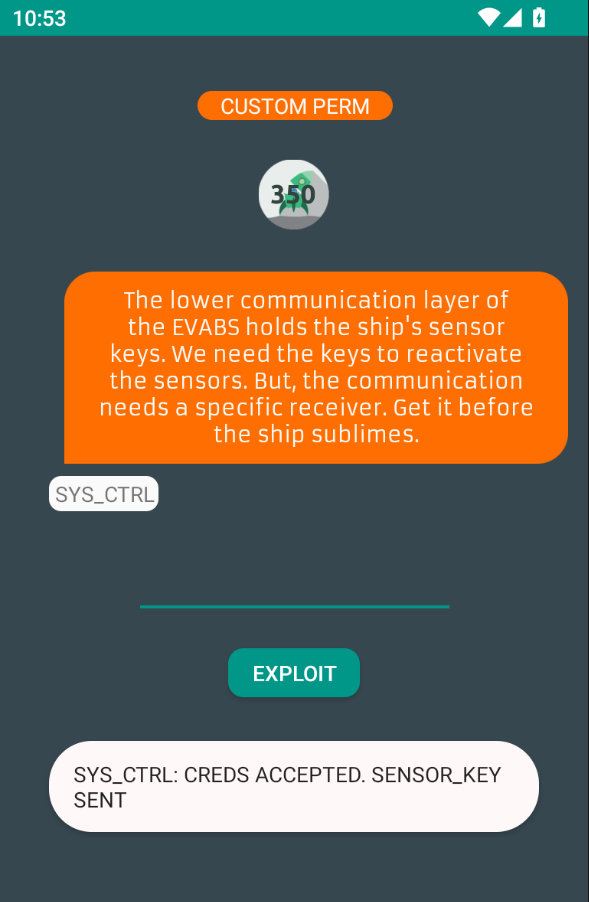 10:53
CUSTOM PERM
350
The lower communication layer of
the EVABS holds the ship's sensor
keys. We need the keys to reactivate
the sensors. But, the communication
needs a specific receiver. Get it before
the ship sublimes.
SYS_CTRL
EXPLOIT
SYS_CTRL: CREDS ACCEPTED. SENSOR_KEY
SENT